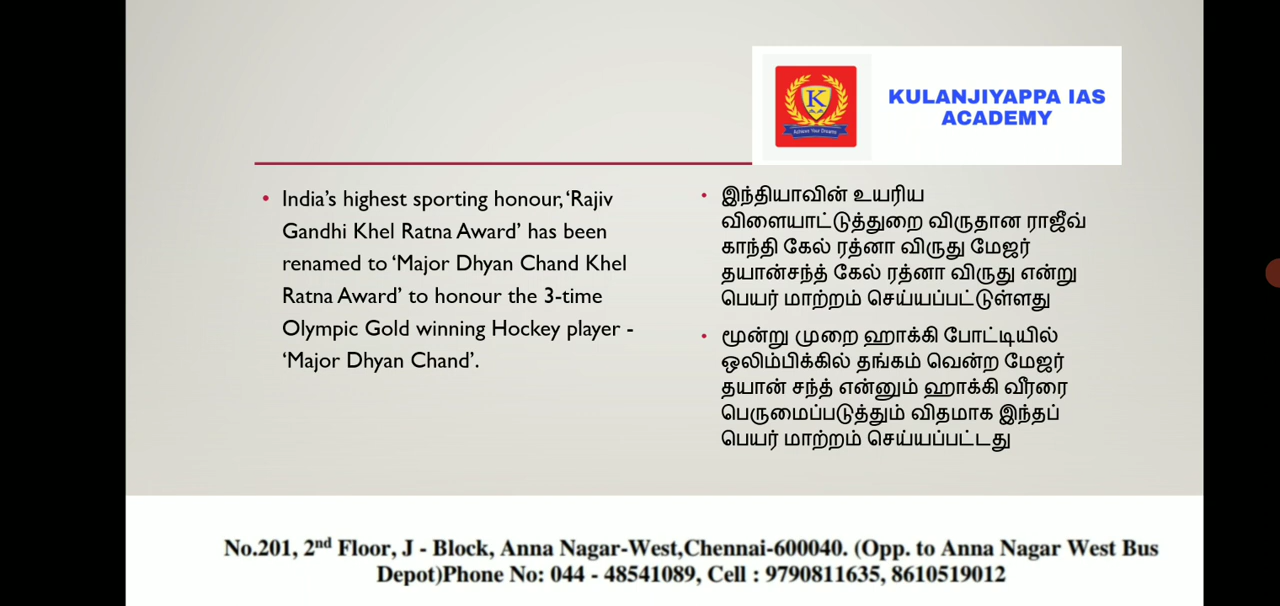 K
Achieve Your Dreams
KULANJIYAPPA IAS
ACADEMY
• India’s highest sporting honour, ‘Rajiv
Gandhi Khel Ratna Award’ has been
renamed to ‘Major Dhyan Chand Khel
Ratna Award’ to honour the 3-time
Olympic Gold winning Hockey player -
‘Major Dhyan Chand’.
• இந்தியாவின் உயரிய
விளையாட்டுத்துறை விருதான ராஜீவ்
காந்தி கேல் ரத்னா விருது மேஜர்
தயான்சந்த் கேல் ரத்னா விருது என்று
பெயர் மாற்றம் செய்யப்பட்டுள்ளது
• மூன்று முறை ஹாக்கி போட்டியில்
ஒலிம்பிக்கில் தங்கம் வென்ற மேஜர்
தயான் சந்த் என்னும் ஹாக்கி வீரரை
பெருமைப்படுத்தும் விதமாக இந்தப்
பெயர் மாற்றம் செய்யப்பட்டது
No.201, 2nd Floor, J - Block, Anna Nagar-West,Chennai-600040. (Opp. to Anna Nagar West Bus
Depot)Phone No: 044 - 48541089, Cell : 9790811635, 8610519012